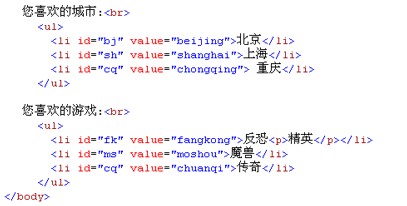 您喜欢的城市:<br>
<ul>
<li id="bj" value="beijing">北京</li>
<li id="sh" value="shanghai">上海</li>
<li id="cq" value="chongqing"> 重庆</li>
</ul>
您喜欢的游戏:<br>
<ul>
<li id="fk" value="fangkong">反恐<p>精英</p></li>
<li id="ms" value="moshou">魔兽</li>
<li id="cq" value="chuanqi">传奇</li>
</ul>
</body>